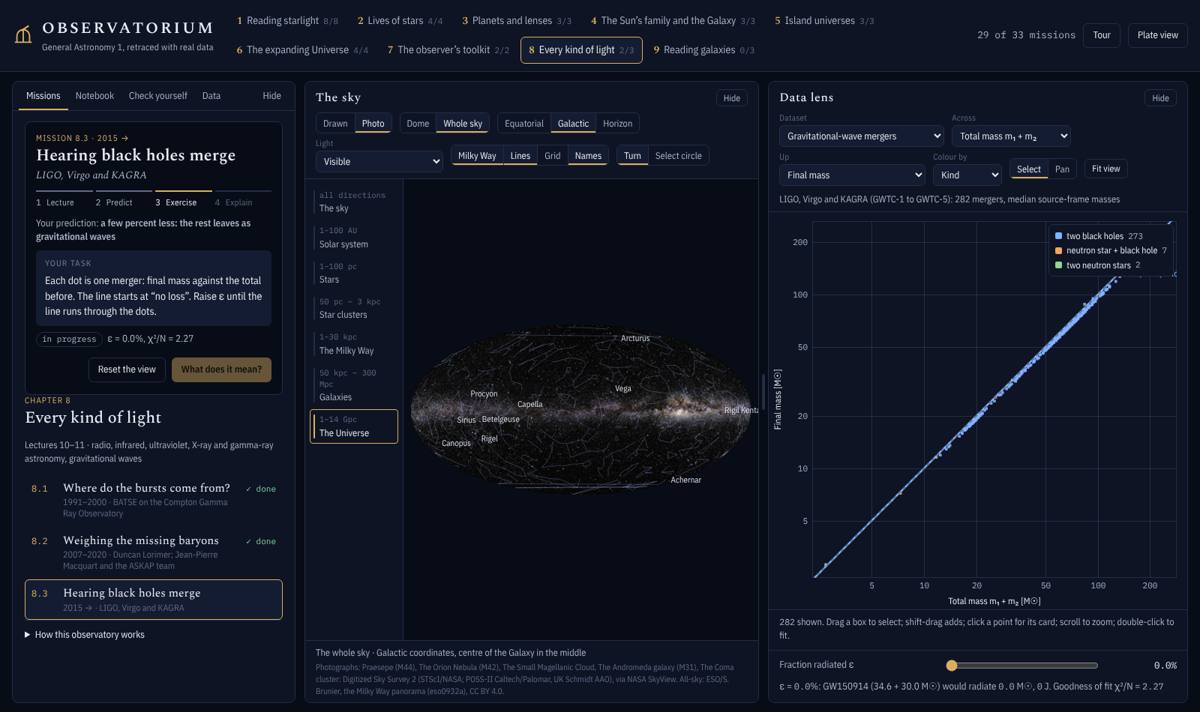 OBSERVATORIUM
General Astronomy 1, retraced with real data
1 Reading starlight 8/8
2 Lives of stars 4/4
3 Planets and lenses 3/3
4 The Sun’s family and the Galaxy 3/3
5 Island universes 3/3
6 The expanding Universe 4/4
7 The observer’s toolkit 2/2
8 Every kind of light 2/3
9 Reading galaxies 0/3
29 of 33 missions
Tour
Plate view
Missions Notebook Check yourself Data Hide
MISSION 8.3 · 2015 →
Hearing black holes merge
LIGO, Virgo and KAGRA
1 Lecture 2 Predict 3 Exercise 4 Explain
Your prediction: a few percent less: the rest leaves as
gravitational waves
YOUR TASK
Each dot is one merger: final mass against the total
before. The line starts at “no loss”. Raise ε until the
line runs through the dots.
in progress ε = 0.0%, χ²/N = 2.27
Reset the view What does it mean?
CHAPTER 8
Every kind of light
Lectures 10–11 · radio, infrared, ultraviolet, X-ray and gamma-ray
astronomy, gravitational waves
8.1 Where do the bursts come from? ✓ done
1991–2000 · BATSE on the Compton Gamma
Ray Observatory
8.2 Weighing the missing baryons ✓ done
2007–2020 · Duncan Lorimer; Jean-Pierre
Macquart and the ASKAP team
8.3 Hearing black holes merge
2015 → · LIGO, Virgo and KAGRA
▶ How this observatory works
The sky
Hide
Drawn Photo Dome Whole sky Equatorial Galactic Horizon
Light
Visible
Milky Way Lines Grid Names Turn Select circle
all directions
The sky
1–100 AU
Solar system
1–100 pc
Stars
50 pc – 3 kpc
Star clusters
1–30 kpc
The Milky Way
50 kpc – 300
Mpc
Galaxies
1–14 Gpc
The Universe
Arcturus
Vega
Procyon
Capella
Rigil Kenta
Sirius
Betelgeuse
Rigel
Canopus
Achernar
The whole sky · Galactic coordinates, centre of the Galaxy in the middle
Photographs: Praesepe (M44), The Orion Nebula (M42), The Small Magellanic Cloud, The Andromeda galaxy (M31), The Coma
cluster: Digitized Sky Survey 2 (STScI/NASA; POSS-II Caltech/Palomar, UK Schmidt AAO), via NASA SkyView. All-sky: ESO/S.
Brunier, the Milky Way panorama (eso0932a), CC BY 4.0.
Data lens
Hide
Dataset
Gravitational-wave mergers
Across
Total mass m₁ + m₂
Up
Final mass
Colour by
Kind
Select Pan
Fit view
LIGO, Virgo and KAGRA (GWTC-1 to GWTC-5): 282 mergers, median source-frame masses
two black holes 273
neutron star + black hole 7
two neutron stars 2
200
100
50
20
10
5
Final mass [M☉]
5 10 20 50 100 200
Total mass m₁ + m₂ [M☉]
282 shown. Drag a box to select; shift-drag adds; click a point for its card; scroll to zoom; double-click to
fit.
Fraction radiated ε 0.0%
ε = 0.0%: GW150914 (34.6 + 30.0 M☉) would radiate 0.0 M☉, 0 J. Goodness of fit χ²/N = 2.27